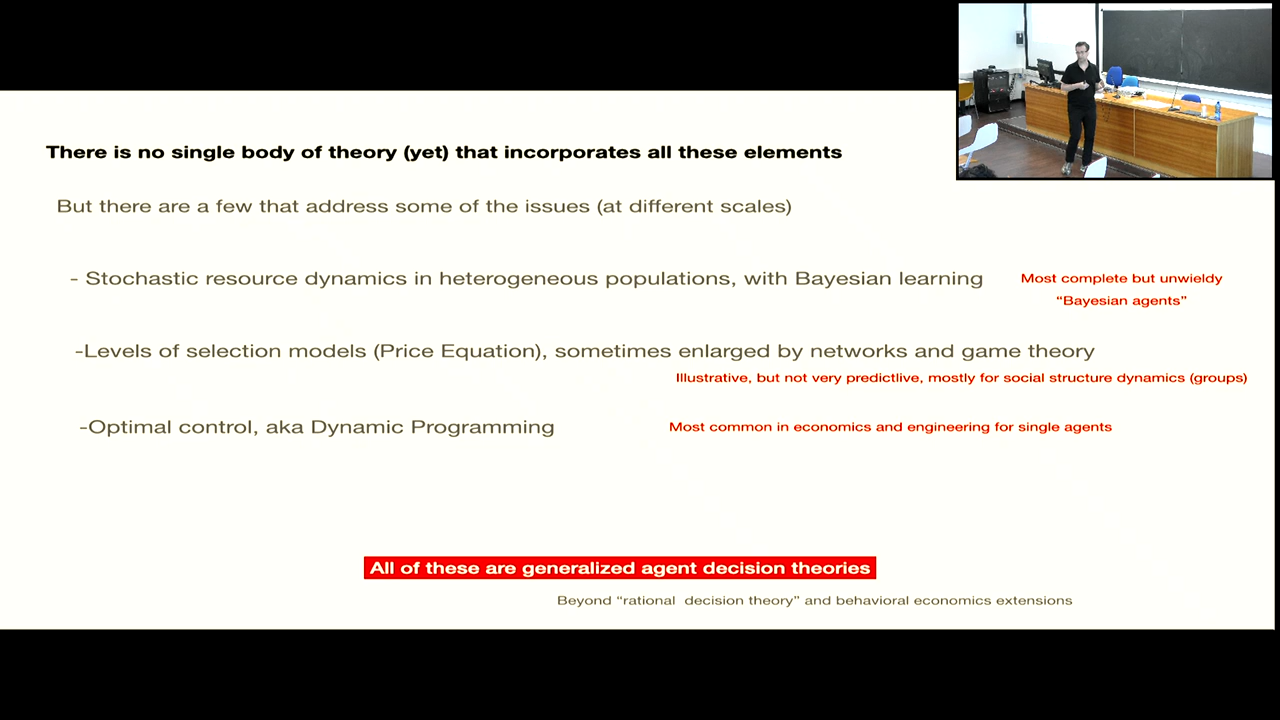 There is no single body of theory (yet) that incorporates all these elements
But there are a few that address some of the issues (at different scales)
- Stochastic resource dynamics in heterogeneous populations, with Bayesian learning
Most complete but unwieldy
“Bayesian agents”
-Levels of selection models (Price Equation), sometimes enlarged by networks and game theory
Illustrative, but not very predictlive, mostly for social structure dynamics (groups)
-Optimal control, aka Dynamic Programming
Most common in economics and engineering for single agents
All of these are generalized agent decision theories
Beyond “rational decision theory” and behavioral economics extensions